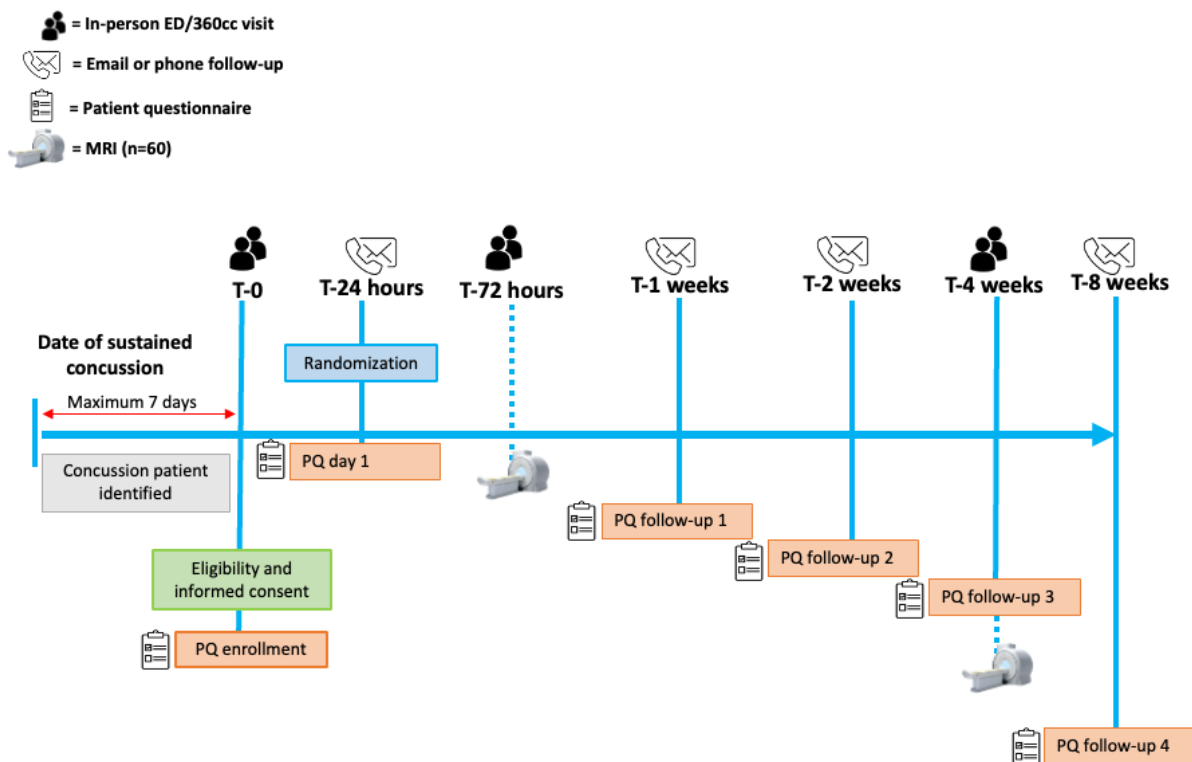 = In-person ED/360cc visit
= Email or phone follow-up
= Patient questionnaire
= MRI (n=60)
T-0
T-24 hours
T-72 hours
T-1 weeks
T-2 weeks
T-4 weeks
T-8 weeks
Date of sustained
concussion
Randomization
Maximum 7 days
PQ day 1
Concussion patient
identified
PQ follow-up 1
PQ follow-up 2
Eligibility and
informed consent
PQ follow-up 3
PQ enrollment
PQ follow-up 4